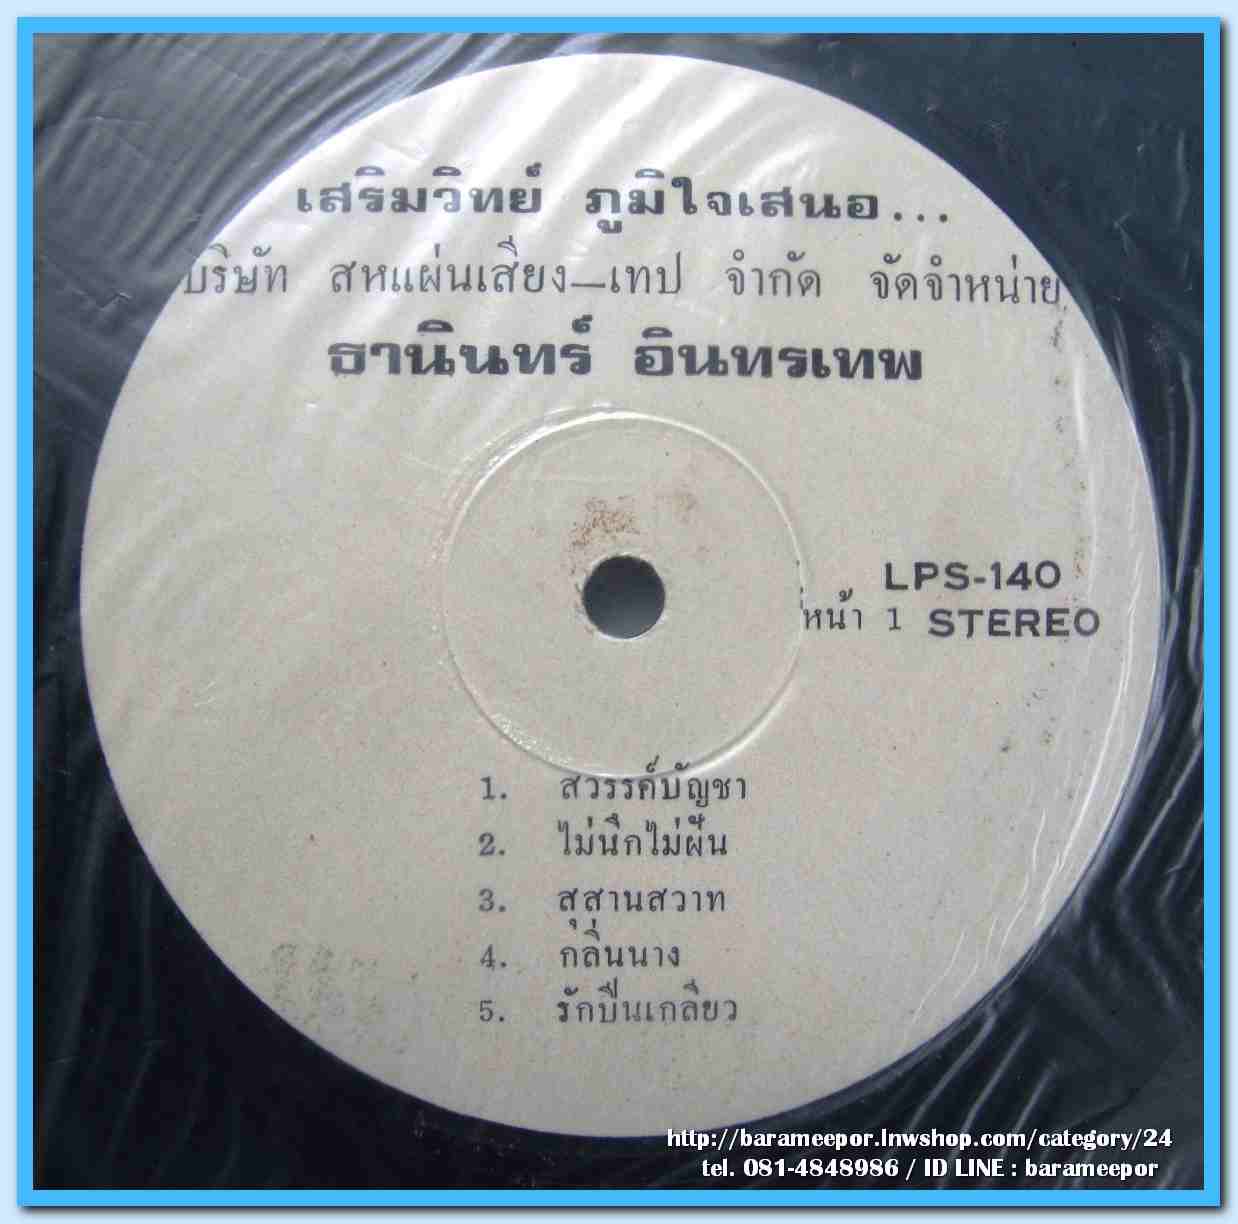 เสริมวิทย์ ภูมิใจเสนอ...
บริษัท สหแผ่นเสียง—เทป จำกัด จัดจำหน่าย
ธานินทร์ อินทรเทพ
LPS-140
หน้า 1 STEREO
1. สวรรค์บัญชา
2. ไม่นึกไม่ฝัน
3. สุสานสวาท
4. กลิ่นนาง
5. รักปีนเกลียว
http://barameepor.lnwshop.com/category/24
tel. 081-4848986 / ID LINE : barameepor